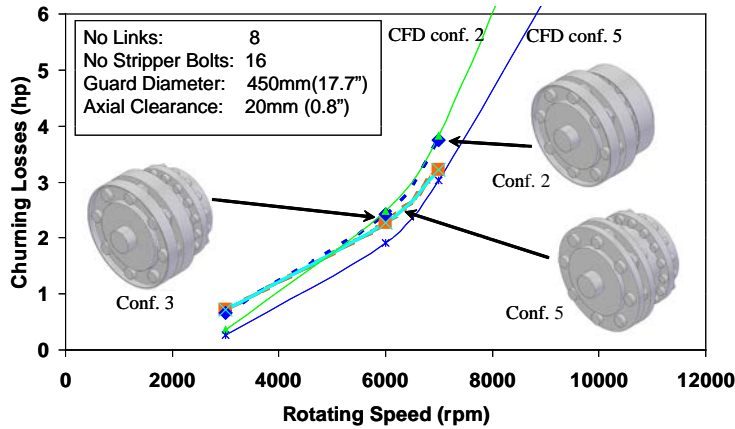 CFD conf. 2
CFD conf. 5
No Links: 8
No Stripper Bolts: 16
Guard Diameter: 450mm(17.7")
Axial Clearance: 20mm (0.8")
Churning Losses (hp)
6
5
4
3
2
1
0
Conf. 2
Conf. 3
Conf. 5
0
2000
4000
6000
8000
10000
12000
Rotating Speed (rpm)